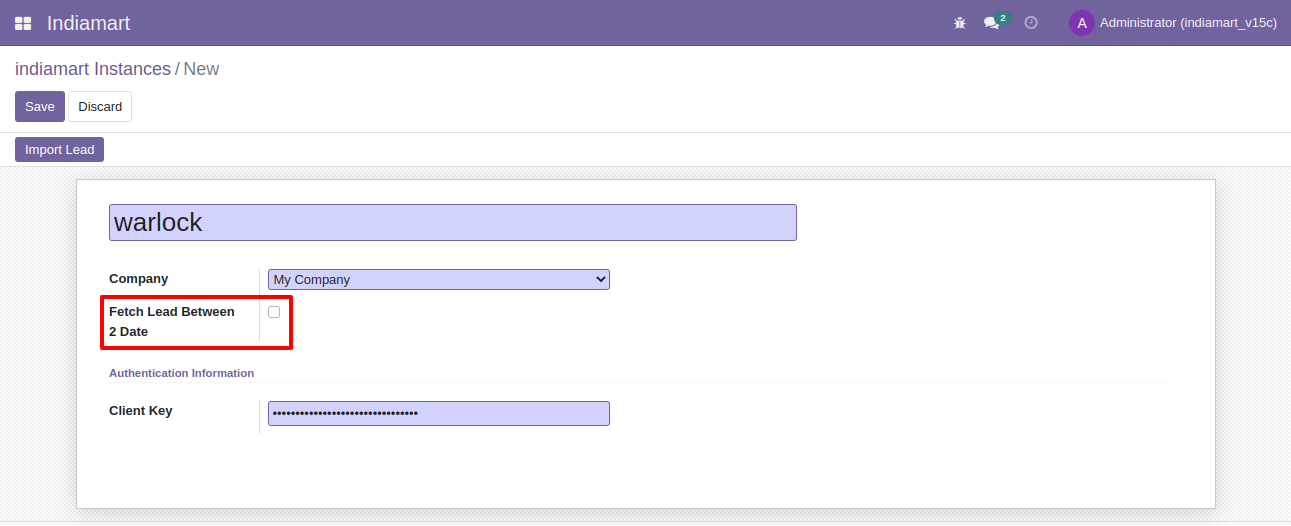 Indiamart
2
A
Administrator (indiamart_v15c)
indiamart Instances / New
Save
Discard
Import Lead
warlock
Company
My Company
Fetch Lead Between
2 Date
Authentication Information
Client Key
••••••••••••••••••••••••••••••••